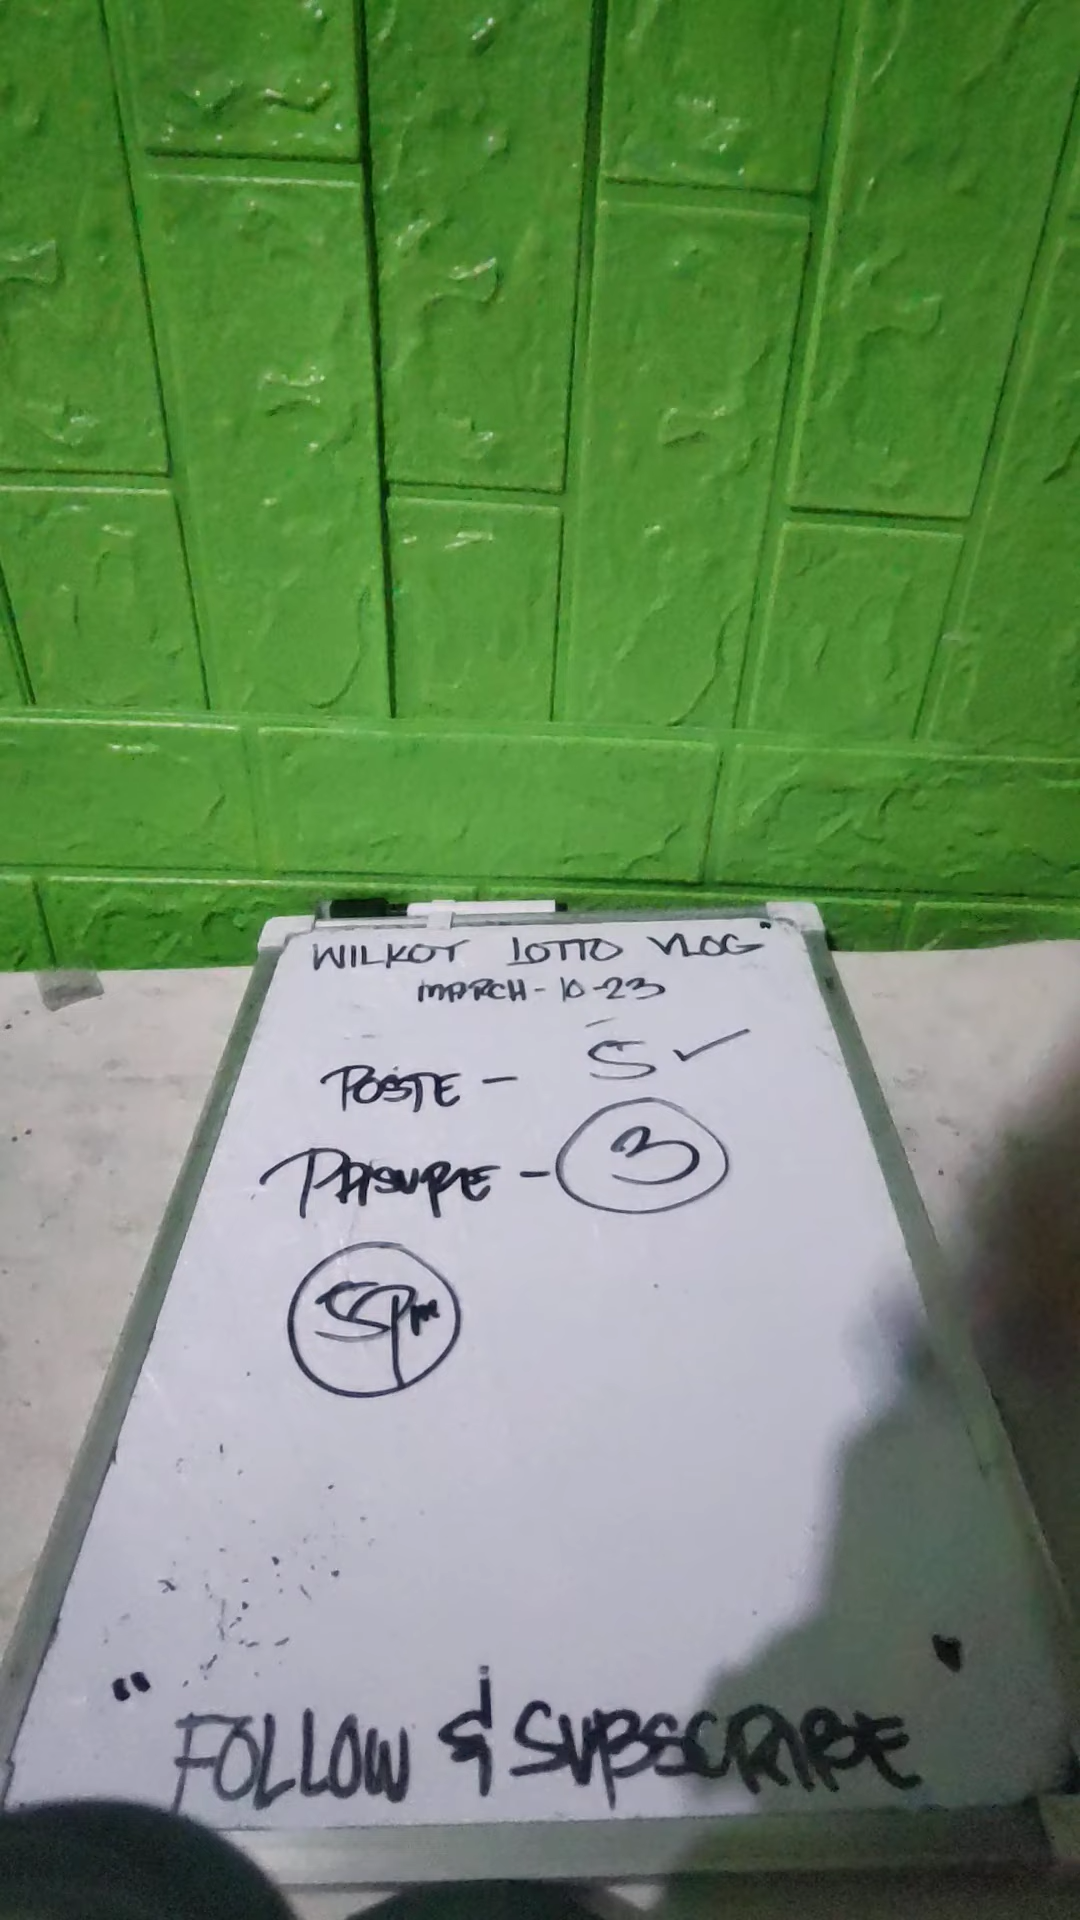 WILKOT LOTTO VLOG"
MARCH-10-23
POSTE - 5 ✓
PASUPE - 3
5pm
"FOLLOW & SUBSCRIBE"